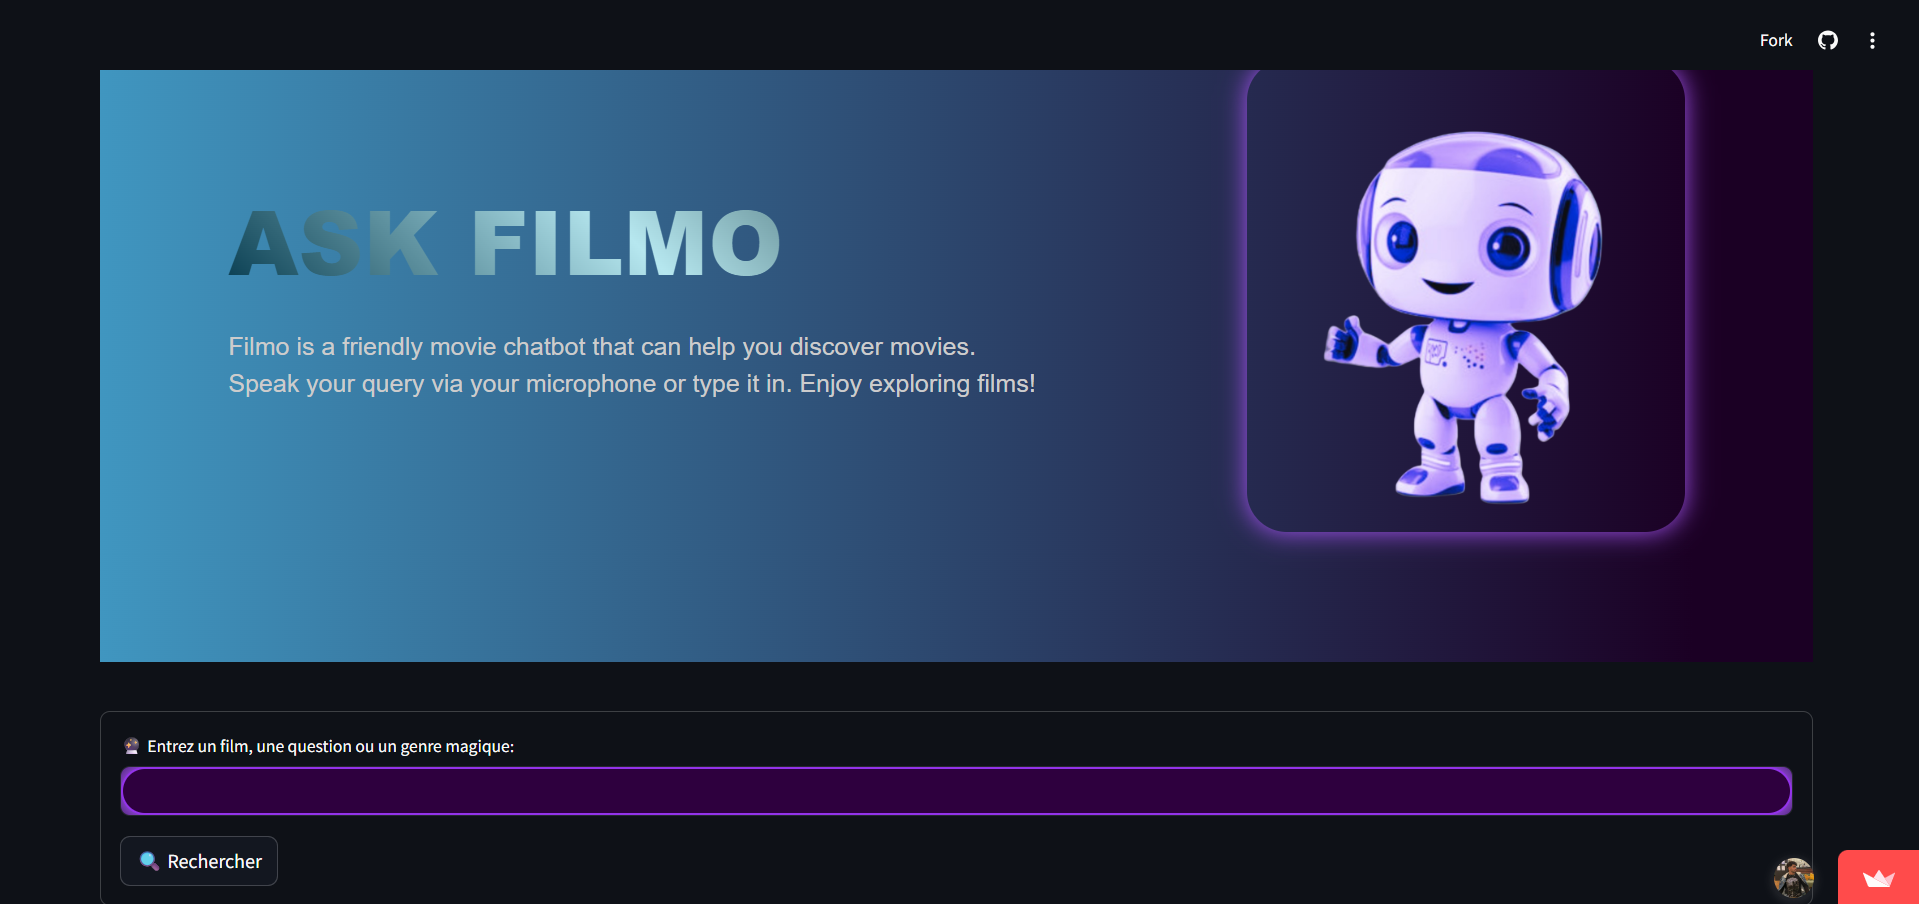 Fork
ASK FILMO
Filmo is a friendly movie chatbot that can help you discover movies.
Speak your query via your microphone or type it in. Enjoy exploring films!
Entrez un film, une question ou un genre magique:
Rechercher